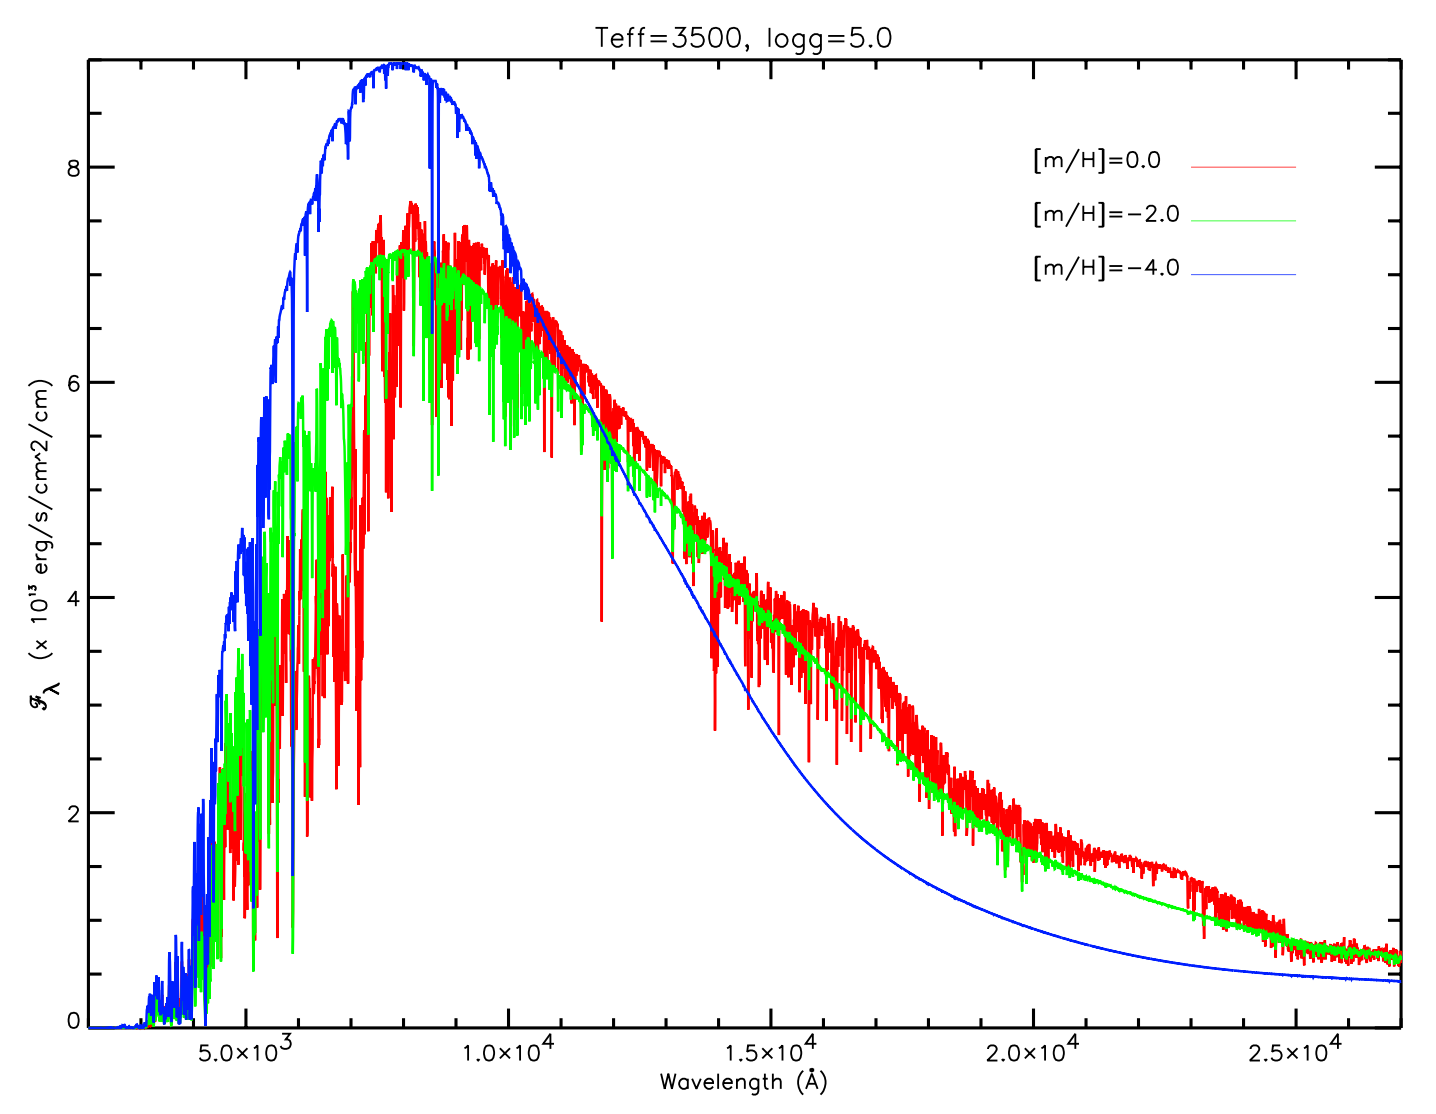 Teff=3500, logg=5.0
[m/H]=0.0
[m/H]=−2.0
[m/H]=−4.0
ℱλ (x 10¹³ erg/s/cm^2/cm)
8
6
4
2
0
5.0×10³ 1.0×10⁴ 1.5×10⁴ 2.0×10⁴ 2.5×10⁴
Wavelength (Å)